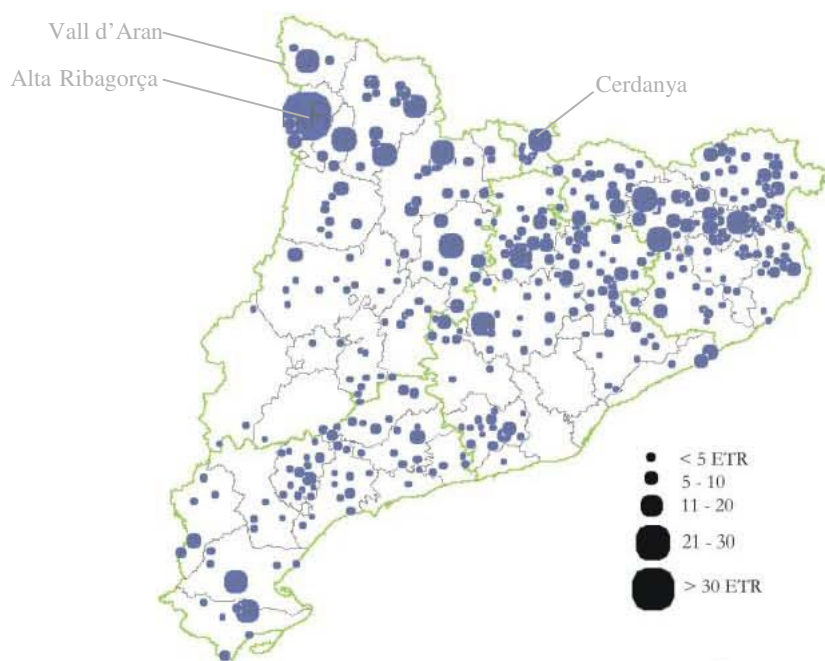 Vall d'Aran
Alta Ribagorça
Cerdanya
< 5 ETR
5 - 10
11 - 20
21 - 30
> 30 ETR